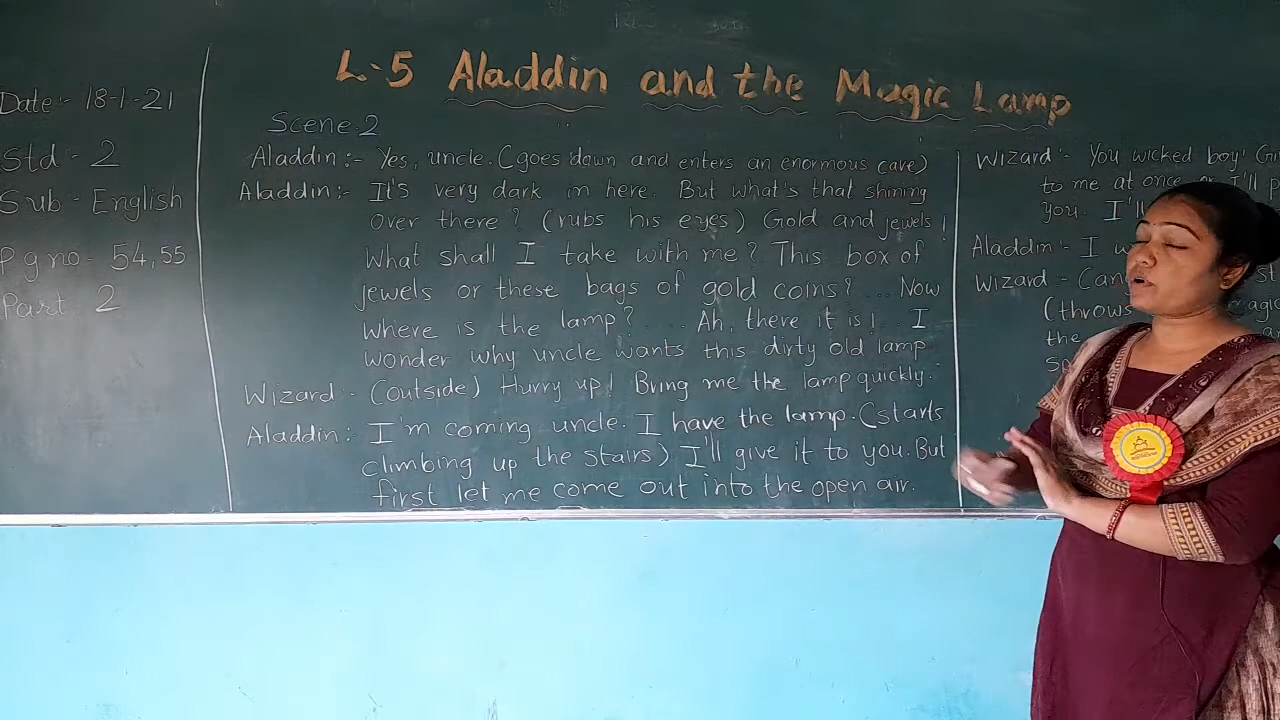 L-5 Aladdin and the Magic Lamp
Date:- 18-1-21
Std - 2
Sub - English
Pg no - 54, 55
Part 2
Scene-2
Aladdin:- Yes, uncle. (goes down and enters an enormous cave)
Aladdin:- It's very dark in here. But what's that shining
over there? (rubs his eyes) Gold and jewels!
What shall I take with me? This box of
jewels or these bags of gold coins? ... Now
where is the lamp? .... Ah, there it is! .. I
wonder why uncle wants this dirty old lamp.
Wizard - (outside) Hurry up! Bring me the lamp quickly.
Aladdin:- I'm coming uncle. I have the lamp. (starts
climbing up the stairs) I'll give it to you. But
first let me come out into the open air.
Wizard:- You wicked boy!
to me at once or I'll
you. I'll
Aladdin:- I
Wizard:- 
(throws
the